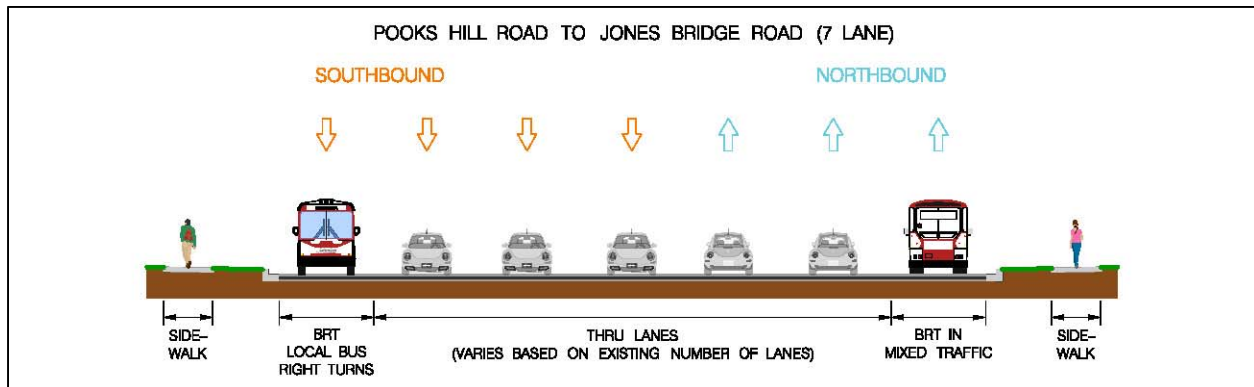 POOKS HILL ROAD TO JONES BRIDGE ROAD (7 LANE)
SOUTHBOUND
NORTHBOUND
SIDE-
WALK
BRT
LOCAL BUS
RIGHT TURNS
THRU LANES
(VARIES BASED ON EXISTING NUMBER OF LANES)
BRT IN
MIXED TRAFFIC
SIDE-
WALK